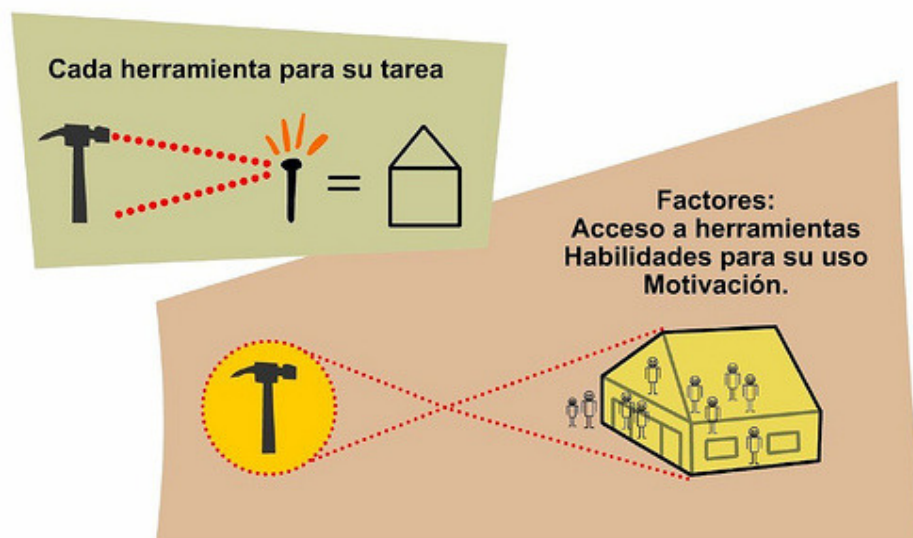 Cada herramienta para su tarea
=
Factores:
Acceso a herramientas
Habilidades para su uso
Motivación.